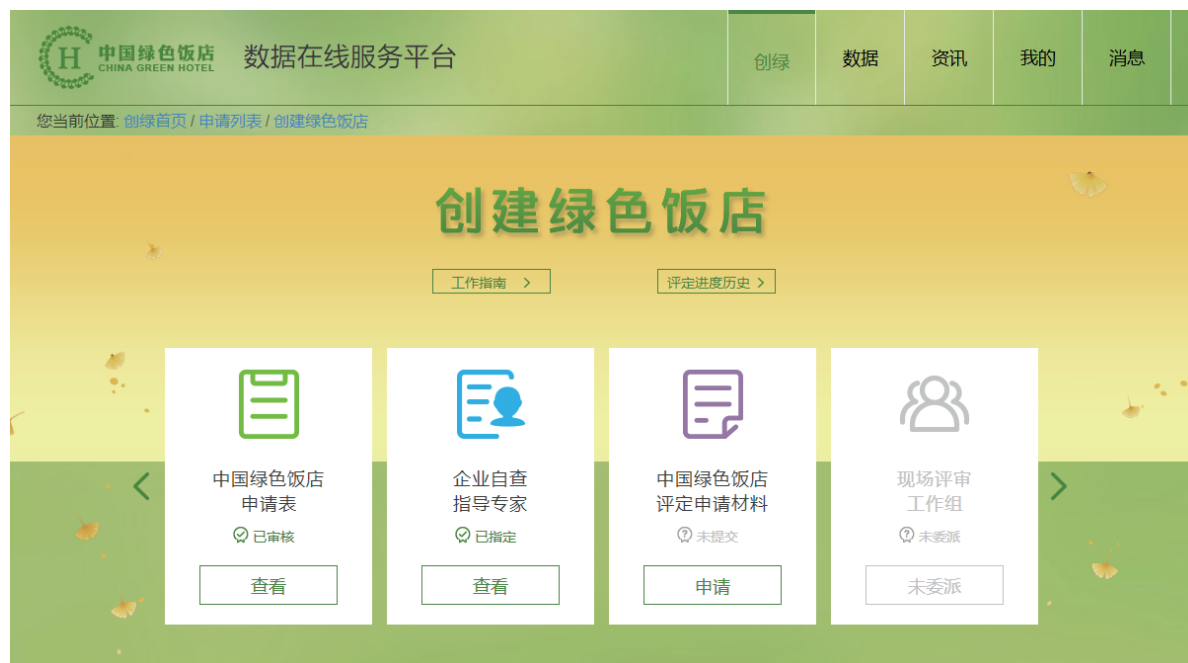 H 中国绿色饭店
CHINA GREEN HOTEL
数据在线服务平台
创绿 数据 资讯 我的 消息
您当前位置: 创绿首页 / 申请列表 / 创建绿色饭店
创建绿色饭店
工作指南 >
评定进度历史 >
中国绿色饭店
申请表
已审核
查看
企业自查
指导专家
已指定
查看
中国绿色饭店
评定申请材料
未提交
申请
现场评审
工作组
未委派
未委派